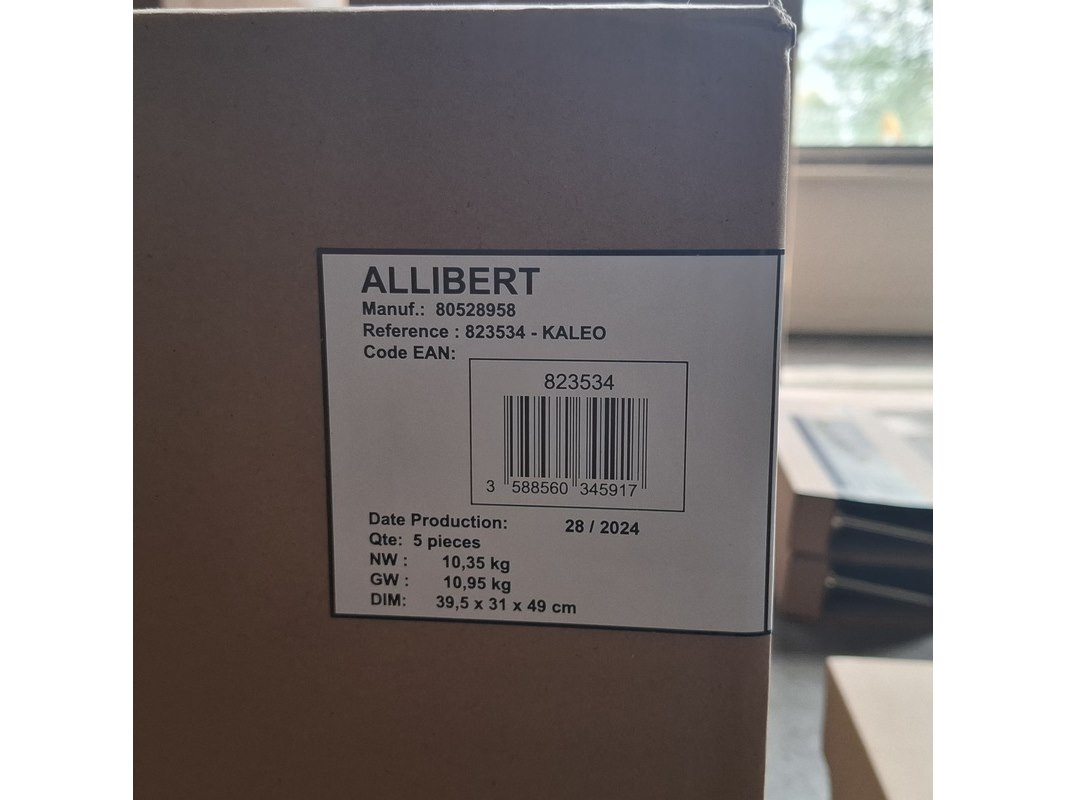 ALLIBERT
Manuf.: 80528958
Reference : 823534 - KALEO
Code EAN:
823534
3 588560 345917
Date Production: 28 / 2024
Qte: 5 pieces
NW : 10,35 kg
GW : 10,95 kg
DIM: 39,5 x 31 x 49 cm